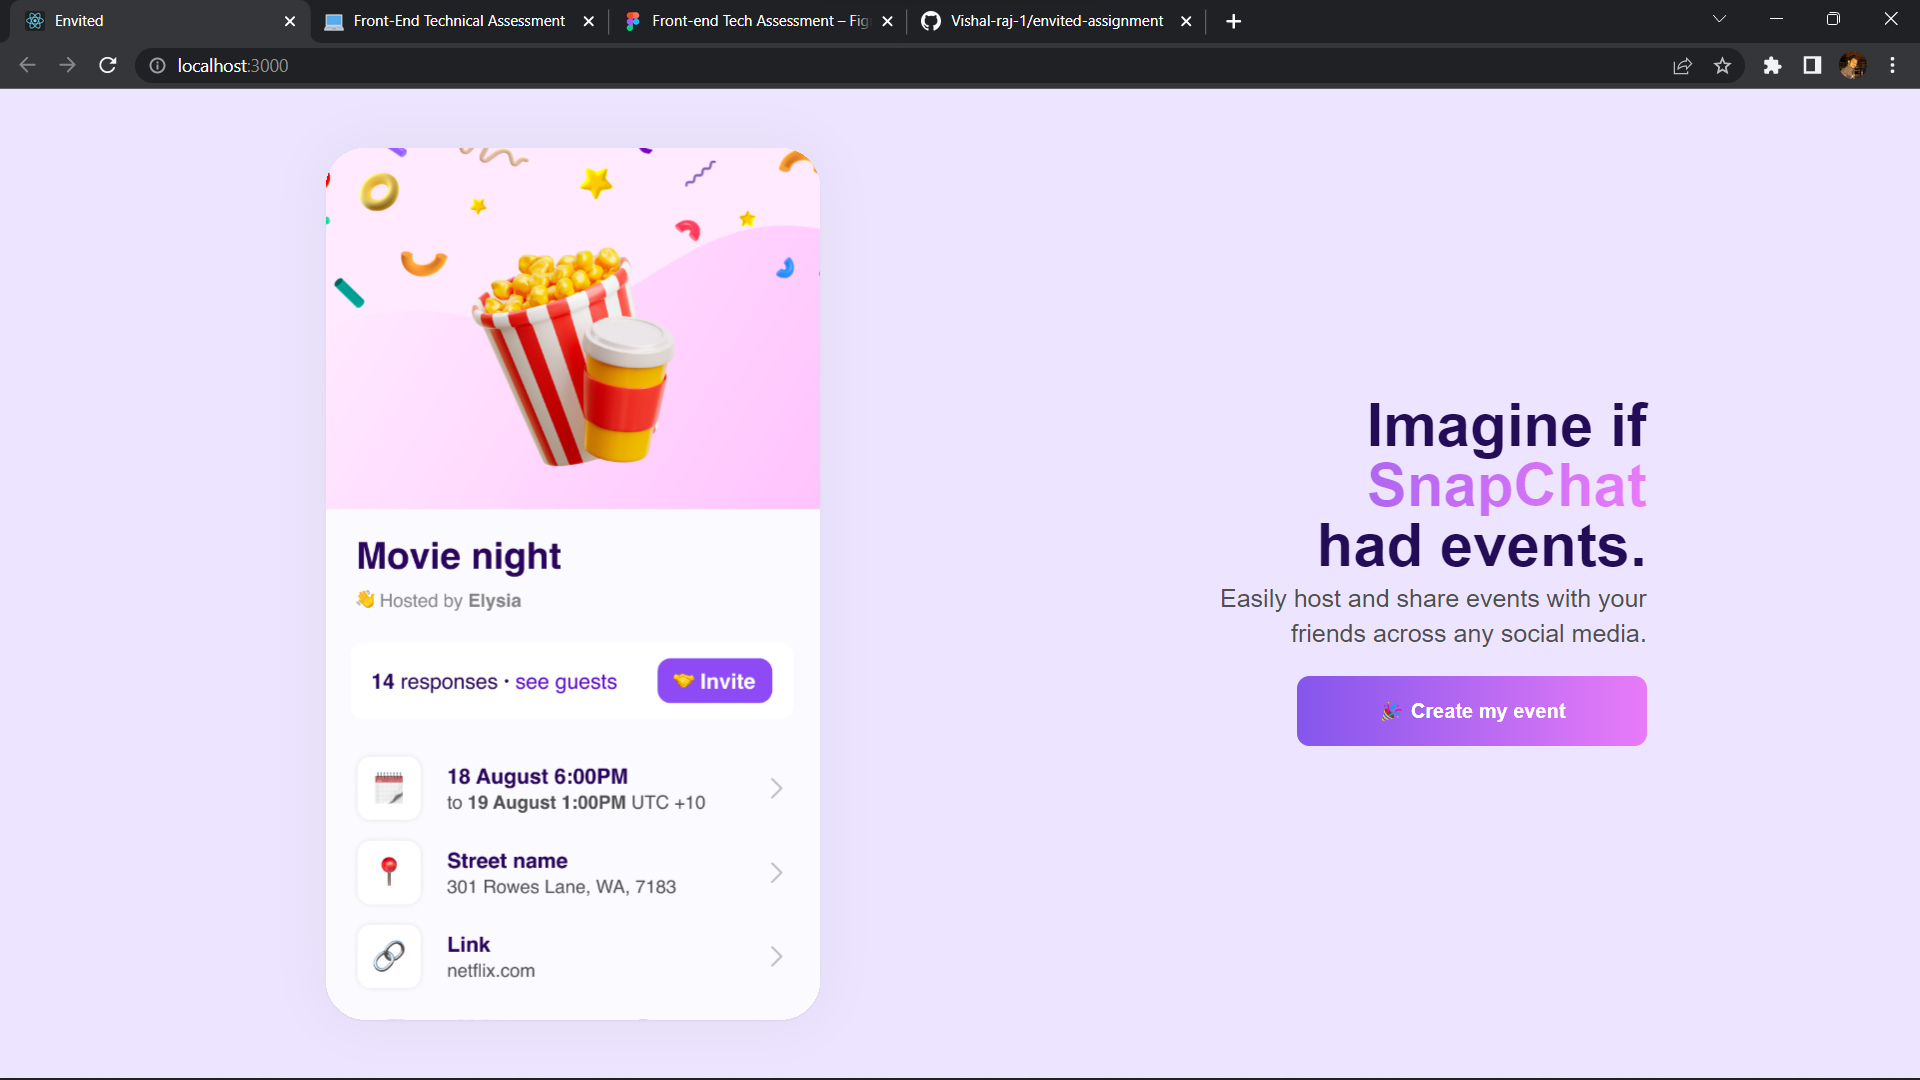 Envited
Front-End Technical Assessment
Front-end Tech Assessment – Fig
Vishal-raj-1/envited-assignment
localhost:3000
Movie night
👋 Hosted by Elysia
14 responses • see guests
🤝 Invite
18 August 6:00PM
to 19 August 1:00PM UTC +10
Street name
301 Rowes Lane, WA, 7183
Link
netflix.com
Imagine if
SnapChat
had events.
Easily host and share events with your
friends across any social media.
🎉 Create my event